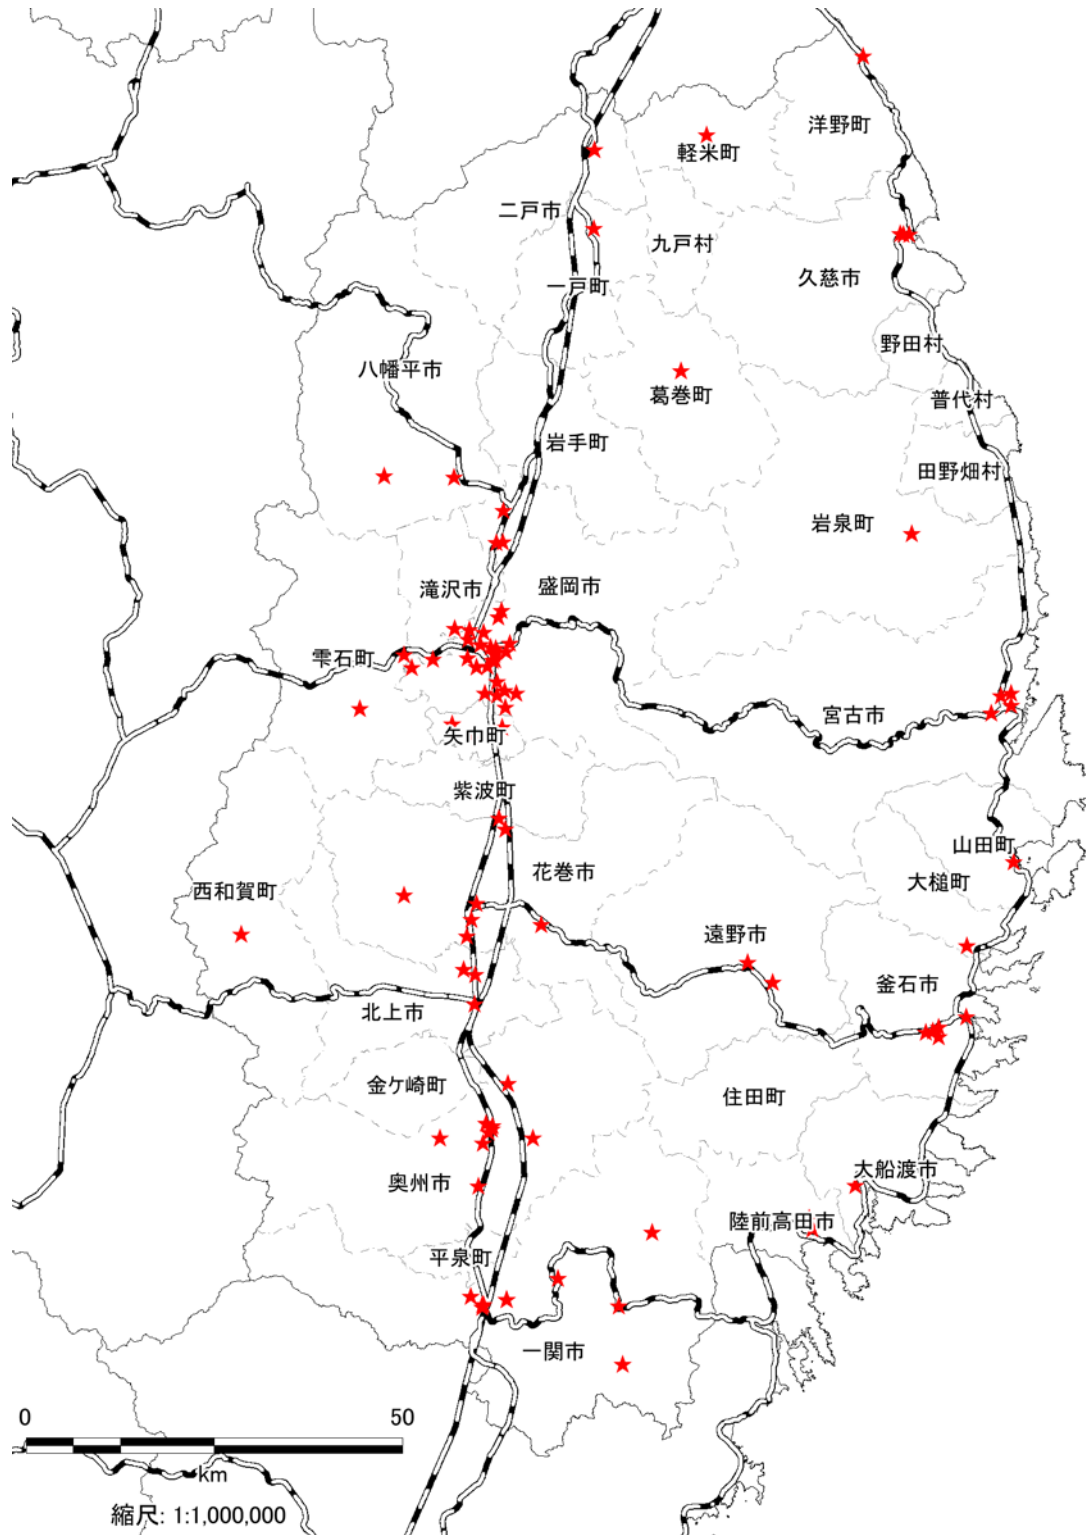 洋野町
軽米町
二戸市
九戸村
久慈市
一戸町
野田村
八幡平市
葛巻町
普代村
岩手町
田野畑村
岩泉町
滝沢市
盛岡市
雫石町
宮古市
矢巾町
紫波町
山田町
花巻市
大槌町
西和賀町
遠野市
釜石市
北上市
金ケ崎町
住田町
大船渡市
奥州市
陸前高田市
平泉町
一関市
0 50
km
縮尺: 1:1,000,000